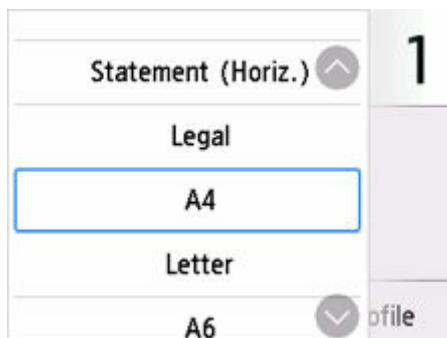 Statement (Horiz.)
1
Legal
A4
Letter
A6
ofile